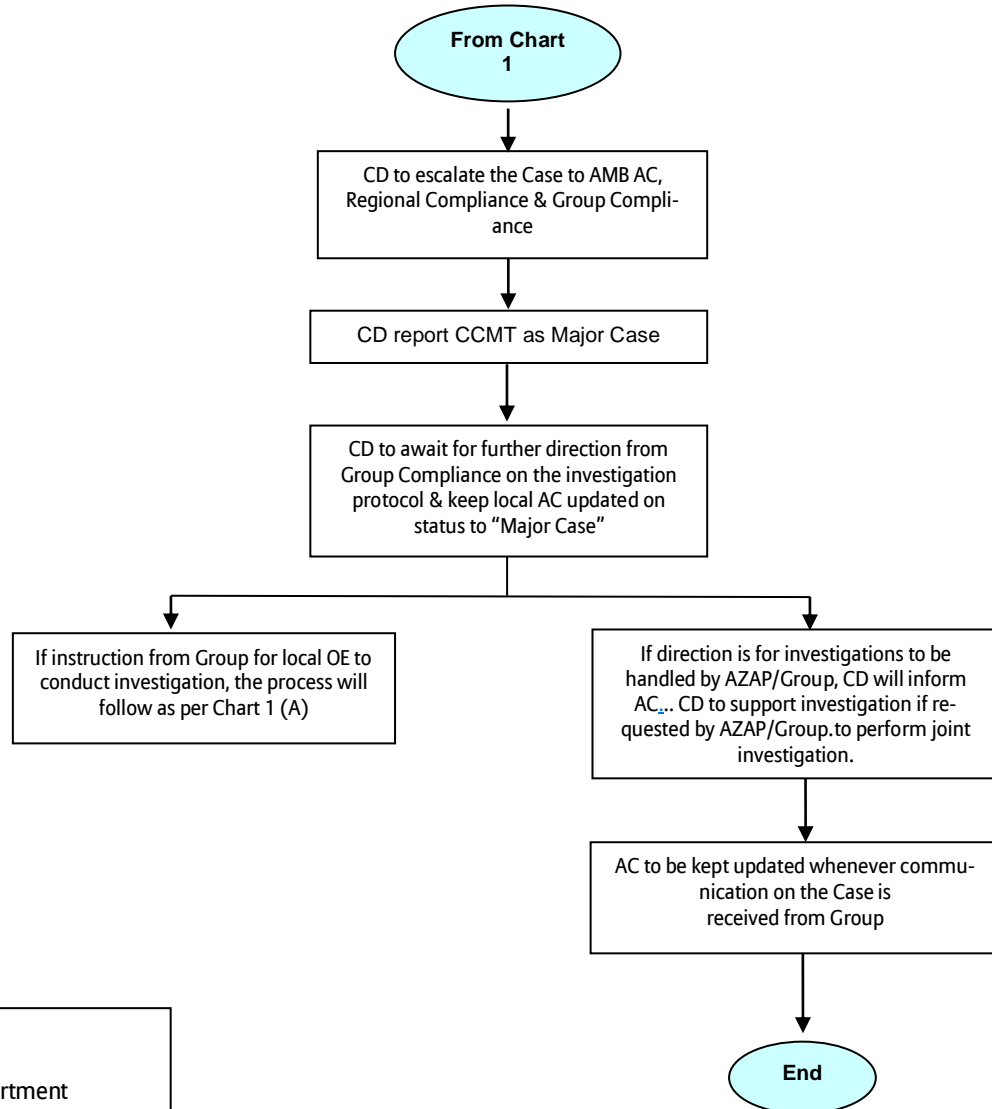 From Chart
1
CD to escalate the Case to AMB AC,
Regional Compliance & Group Compli-
ance
CD report CCMT as Major Case
CD to await for further direction from
Group Compliance on the investigation
protocol & keep local AC updated on
status to “Major Case”
If instruction from Group for local OE to
conduct investigation, the process will
follow as per Chart 1 (A)
If direction is for investigations to be
handled by AZAP/Group, CD will inform
AC... CD to support investigation if re-
quested by AZAP/Group.to perform joint
investigation.
AC to be kept updated whenever commu-
nication on the Case is
received from Group
End
rtment